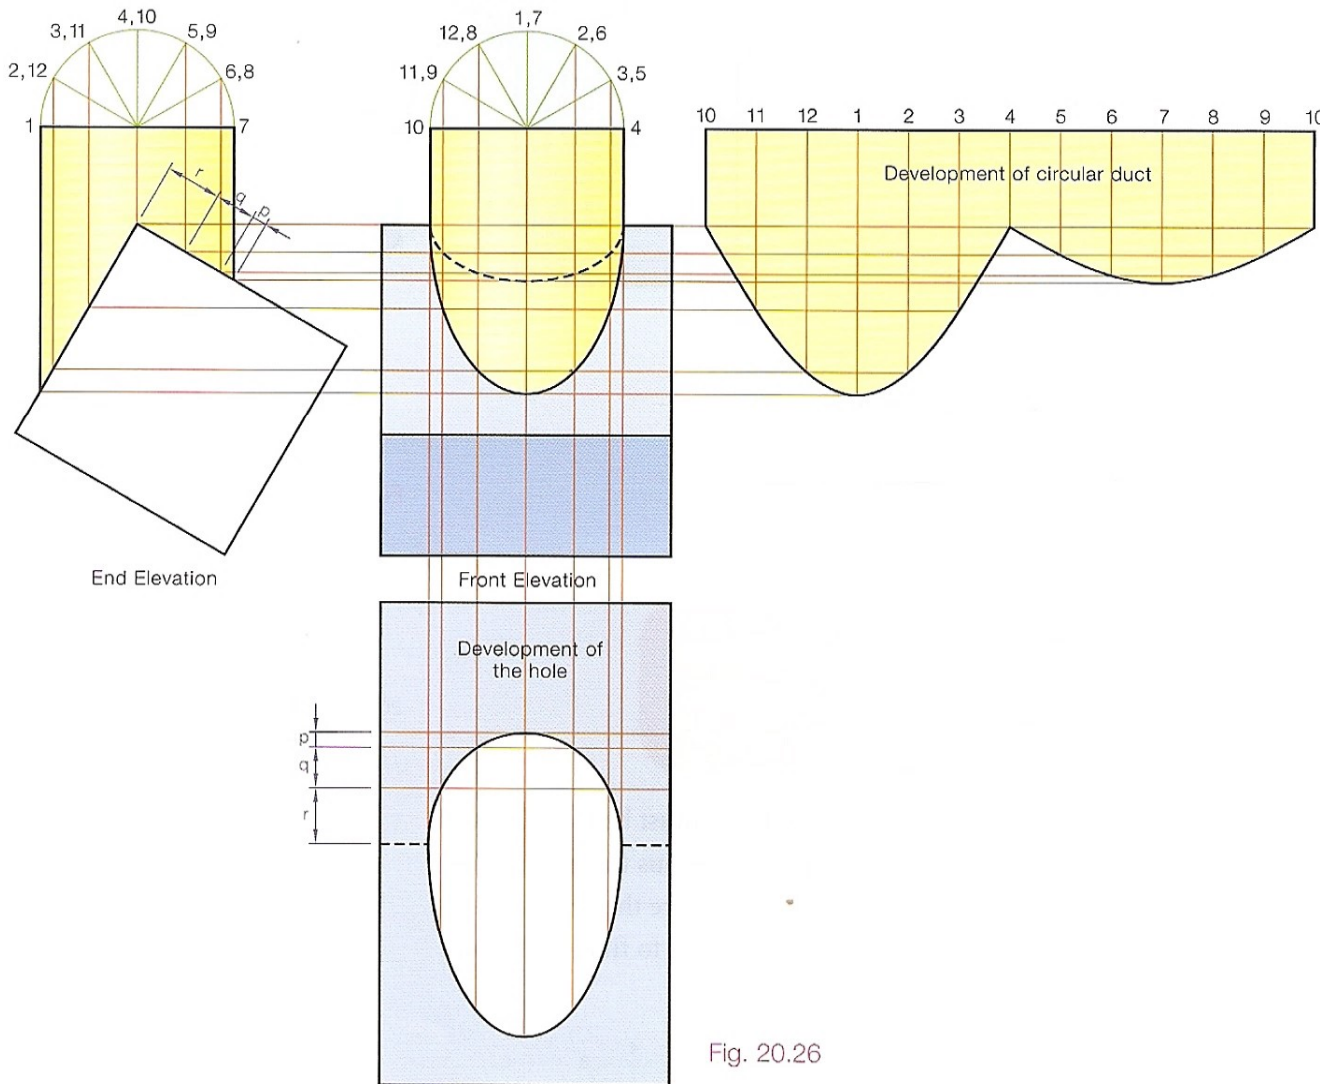 4,10
3,11
5,9
2,12
6,8
1
7
r
q
p
End Elevation
1,7
12,8
2,6
11,9
3,5
10
4
Front Elevation
10 11 12 1 2 3 4 5 6 7 8 9 10
Development of circular duct
Development of
the hole
p
q
r
Fig. 20.26